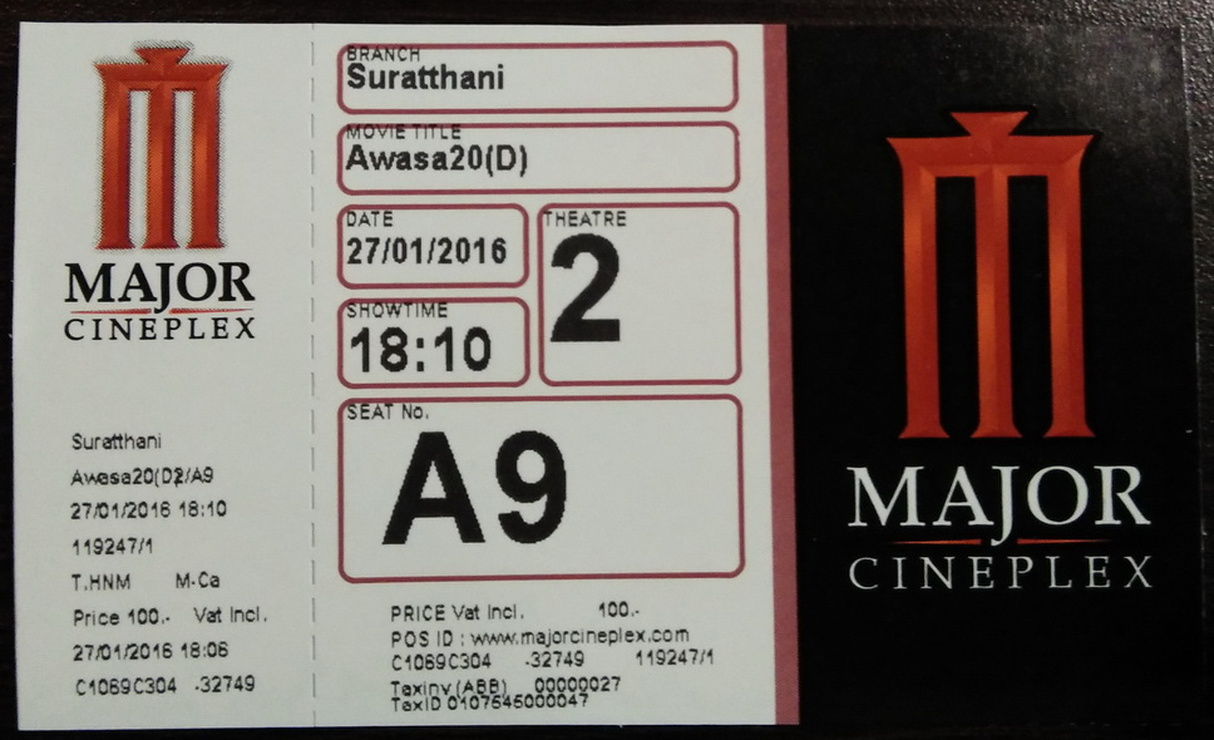 MAJOR
CINEPLEX
Suratthani
Awasa20(D2/A9
27/01/2016 18:10
119247/1
T.HNM M-Ca
Price 100.- Vat Incl.
27/01/2016 18:06
C1069C304 -32749
BRANCH
Suratthani
MOVIE TITLE
Awasa20(D)
DATE
27/01/2016
THEATRE
2
SHOWTIME
18:10
SEAT No.
A9
PRICE Vat Incl. 100.-
POS ID : www.majorcineplex.com
C1069C304 -32749 119247/1
Taxinv(ABB) 00000027
TaxID 0107545000047
MAJOR
CINEPLEX